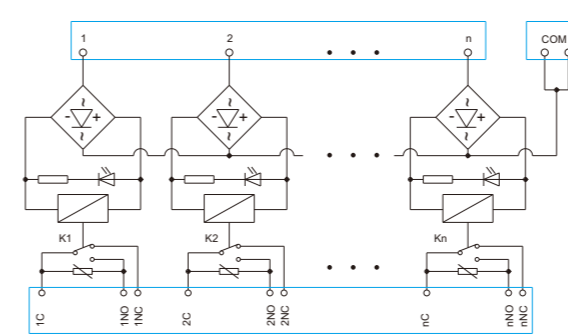 1 2 n COM
~ ~ ~
- + - + - +
~ ~ ~
K1 K2 Kn
1C 1NO 1NC 2C 2NO 2NC nC nNO nNC